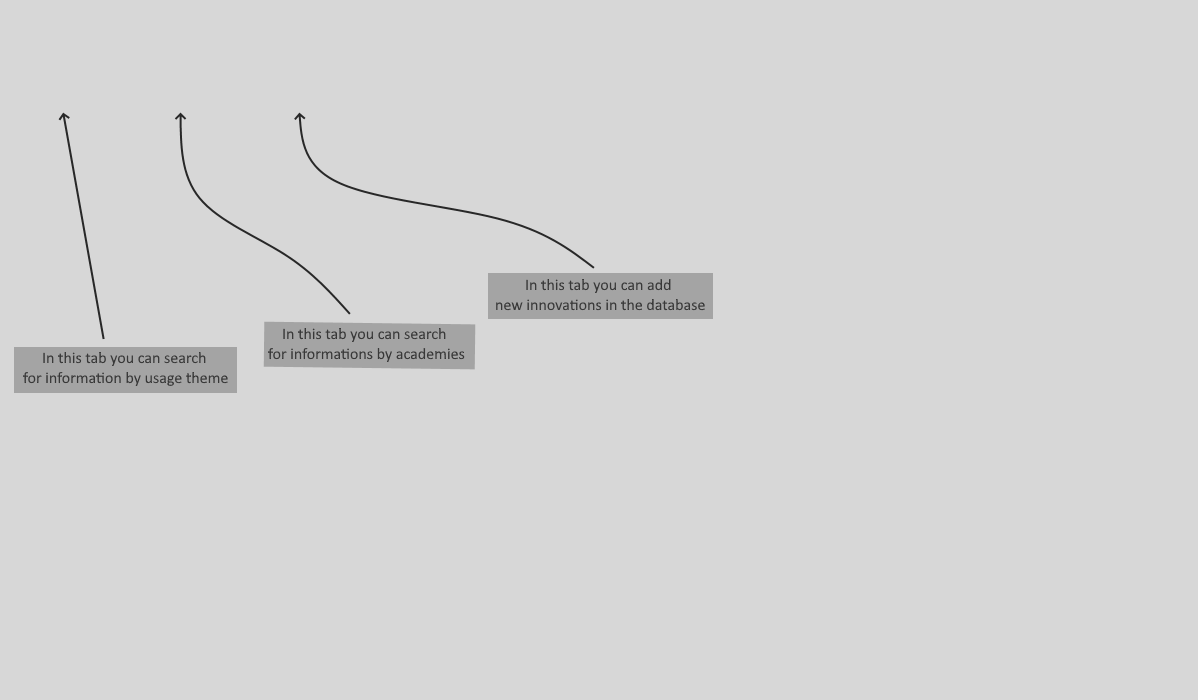 In this tab you can add
new innovations in the database
In this tab you can search
for informations by academies
In this tab you can search
for information by usage theme